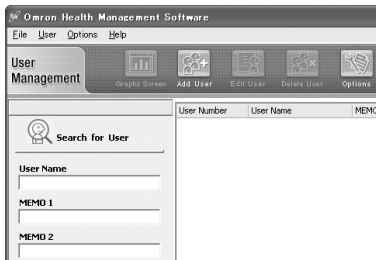 Omron Health Management Software
File User Options Help
User Management
Graphs Screen Add User Edit User Delete User Options
User Number User Name MEMO
Search for User
User Name
MEMO 1
MEMO 2